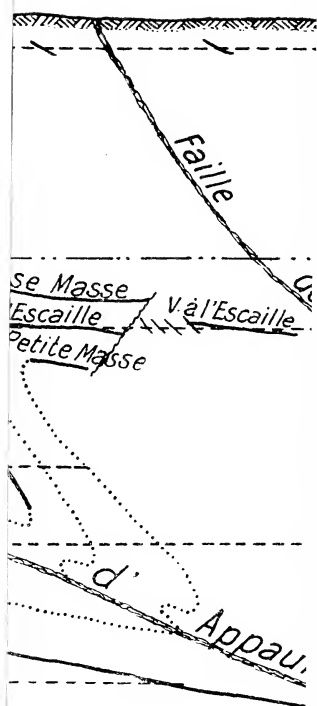 Faille
se Masse
V. à l'Escaille
l'Escaille
Petite Masse
d'
Appau